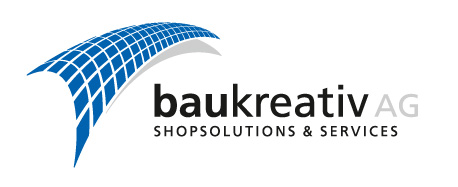 baukreativ AG
SHOPSOLUTIONS & SERVICES